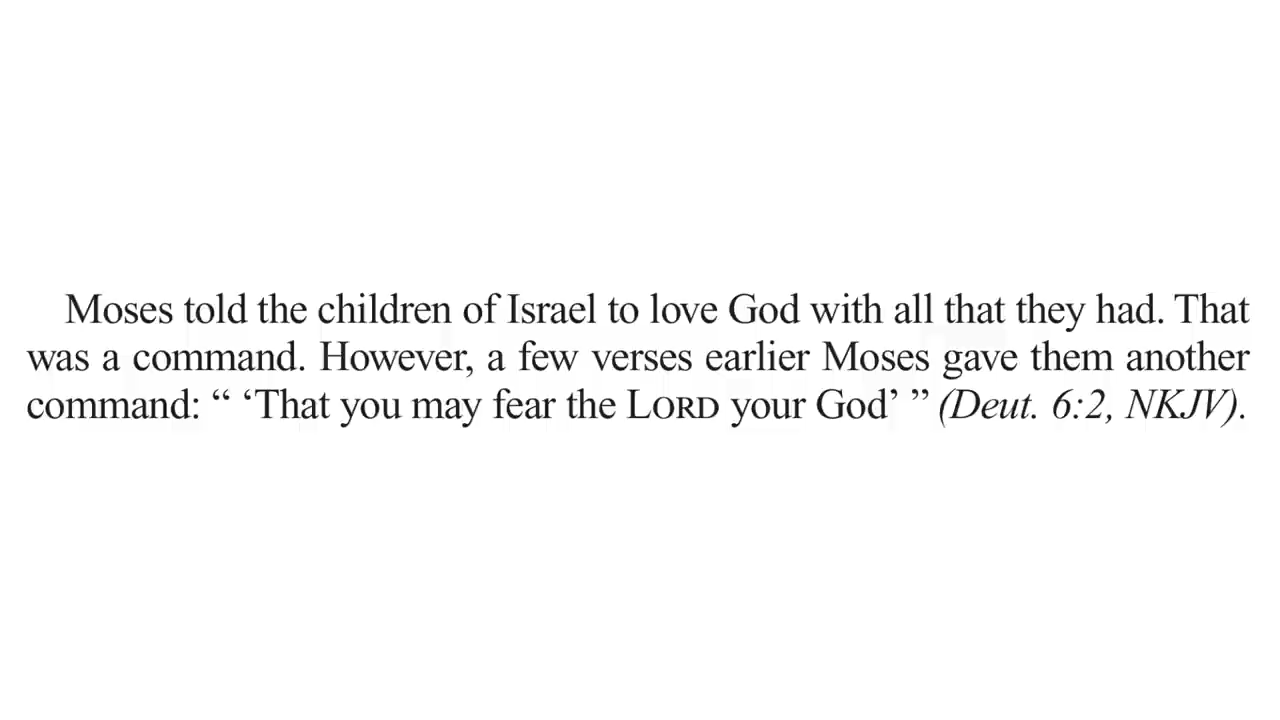 Moses told the children of Israel to love God with all that they had. That
was a command. However, a few verses earlier Moses gave them another
command: “ ‘That you may fear the LORD your God’ ” (Deut. 6:2, NKJV).